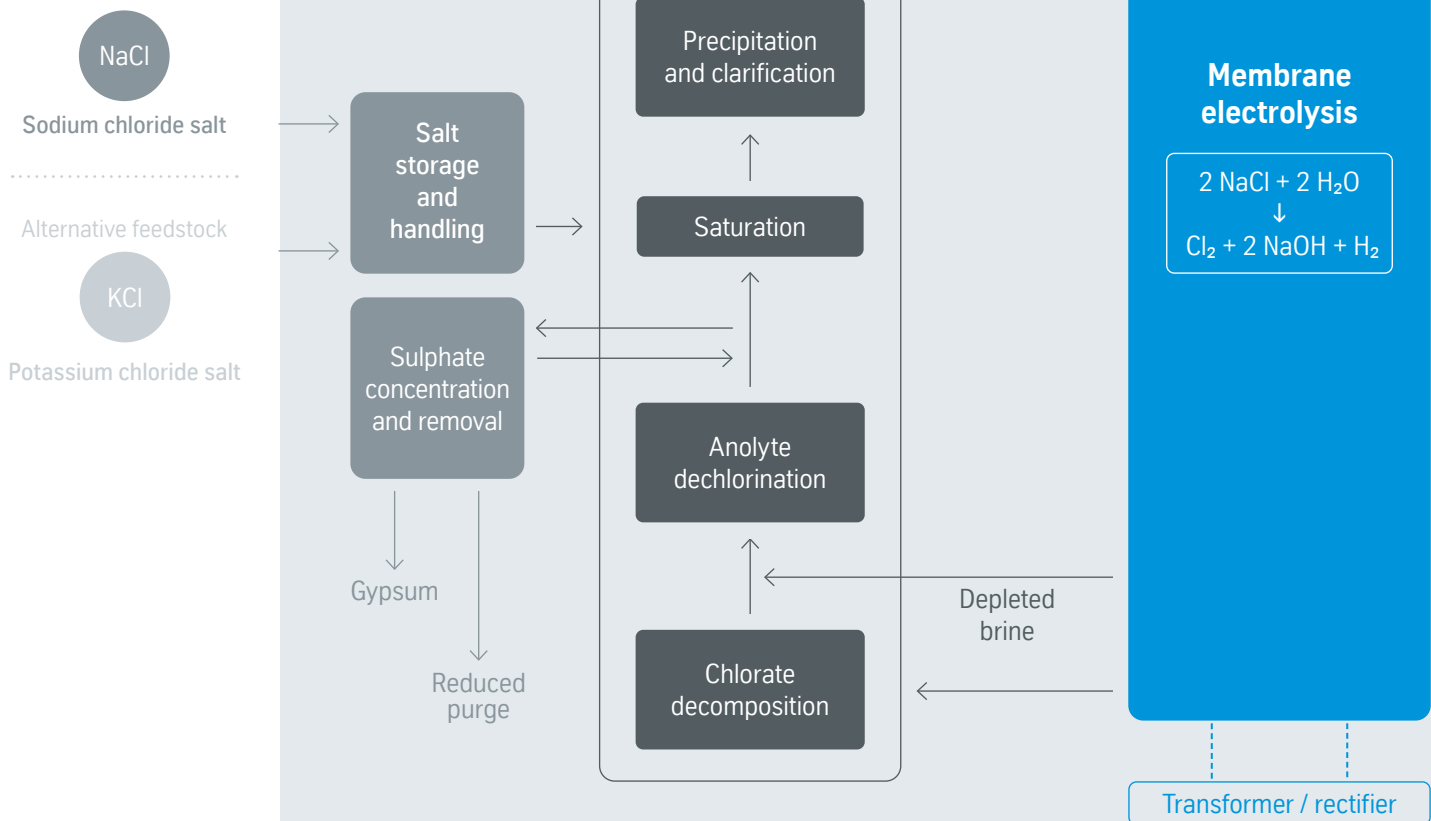 NaCl
Sodium chloride salt
Alternative feedstock
KCl
Potassium chloride salt
Salt
storage
and
handling
Sulphate
concentration
and removal
Gypsum
Reduced
purge
Precipitation
and clarification
Saturation
Anolyte
dechlorination
Chlorate
decomposition
Depleted
brine
Membrane
electrolysis
2 NaCl + 2 H₂O
↓
Cl₂ + 2 NaOH + H₂
Transformer / rectifier